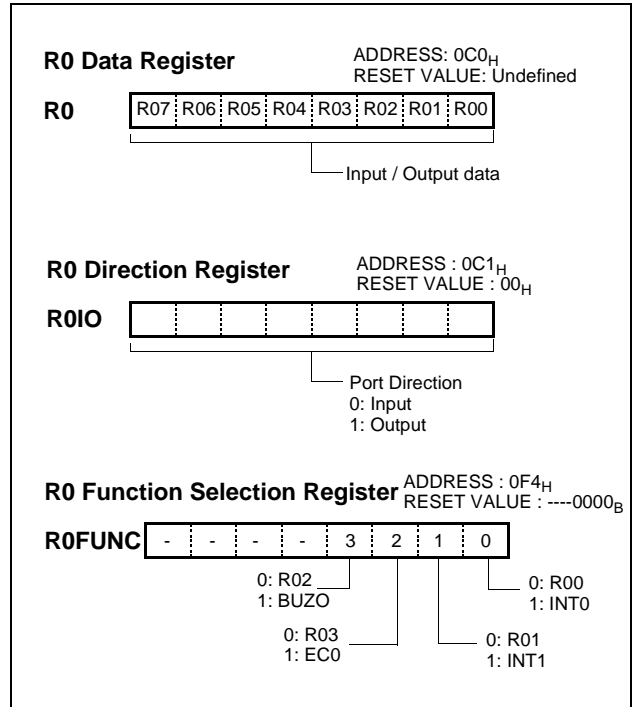 R0 Data Register
ADDRESS: 0C0H
RESET VALUE: Undefined
R0
R07 R06 R05 R04 R03 R02 R01 R00
Input / Output data
R0 Direction Register
ADDRESS : 0C1H
RESET VALUE : 00H
R0IO
Port Direction
0: Input
1: Output
R0 Function Selection Register
ADDRESS : 0F4H
RESET VALUE : ----0000B
R0FUNC
- - - - 3 2 1 0
0: R02
1: BUZO
0: R00
1: INT0
0: R03
1: EC0
0: R01
1: INT1